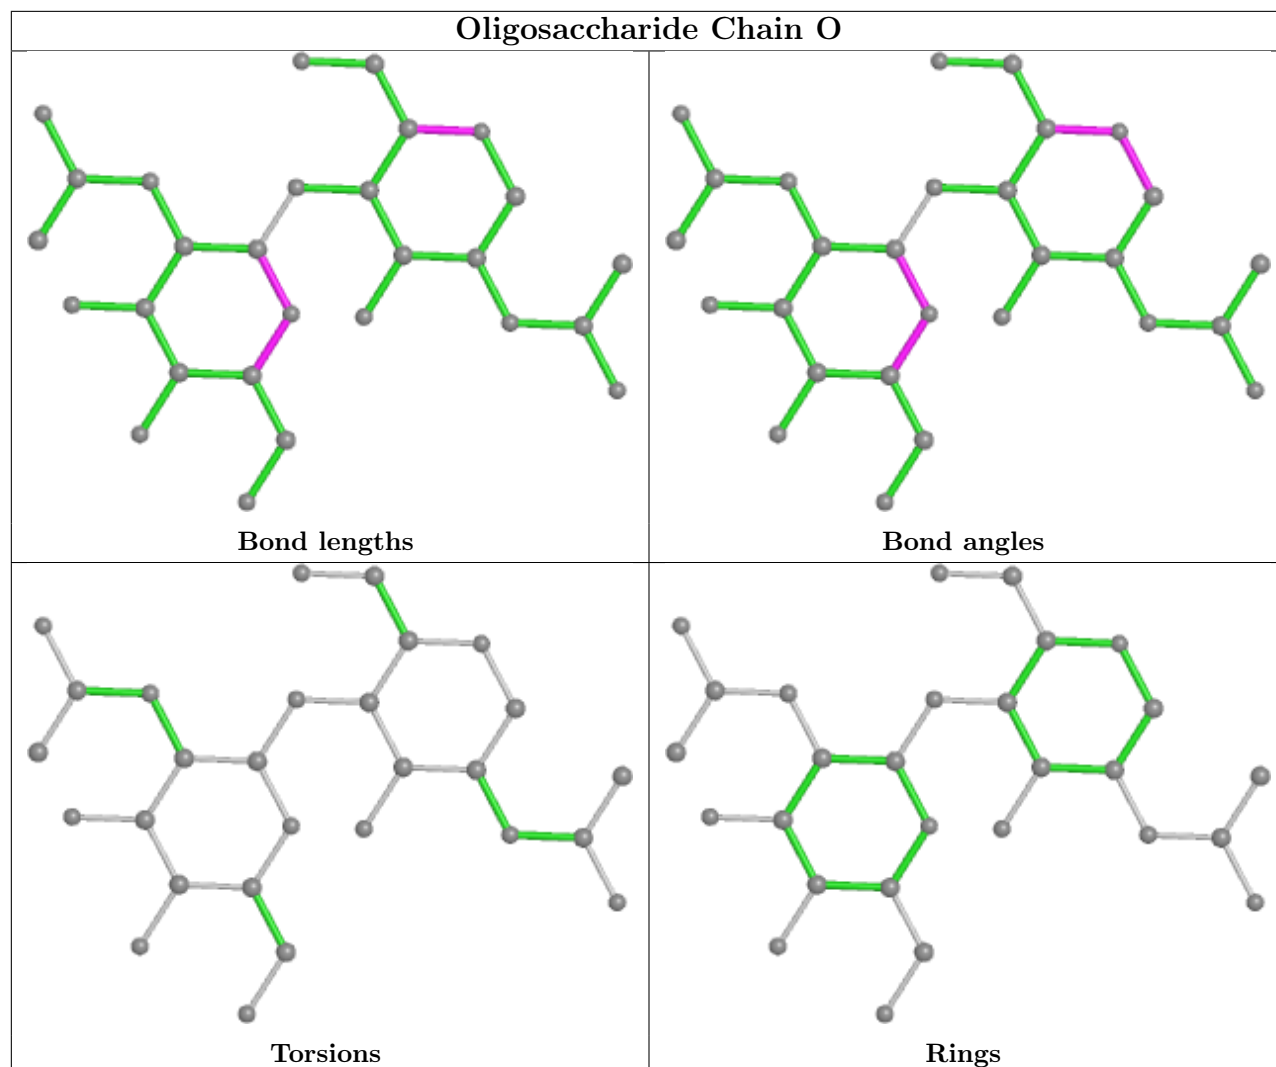 Oligosaccharide Chain O
Bond lengths
Bond angles
Torsions
Rings